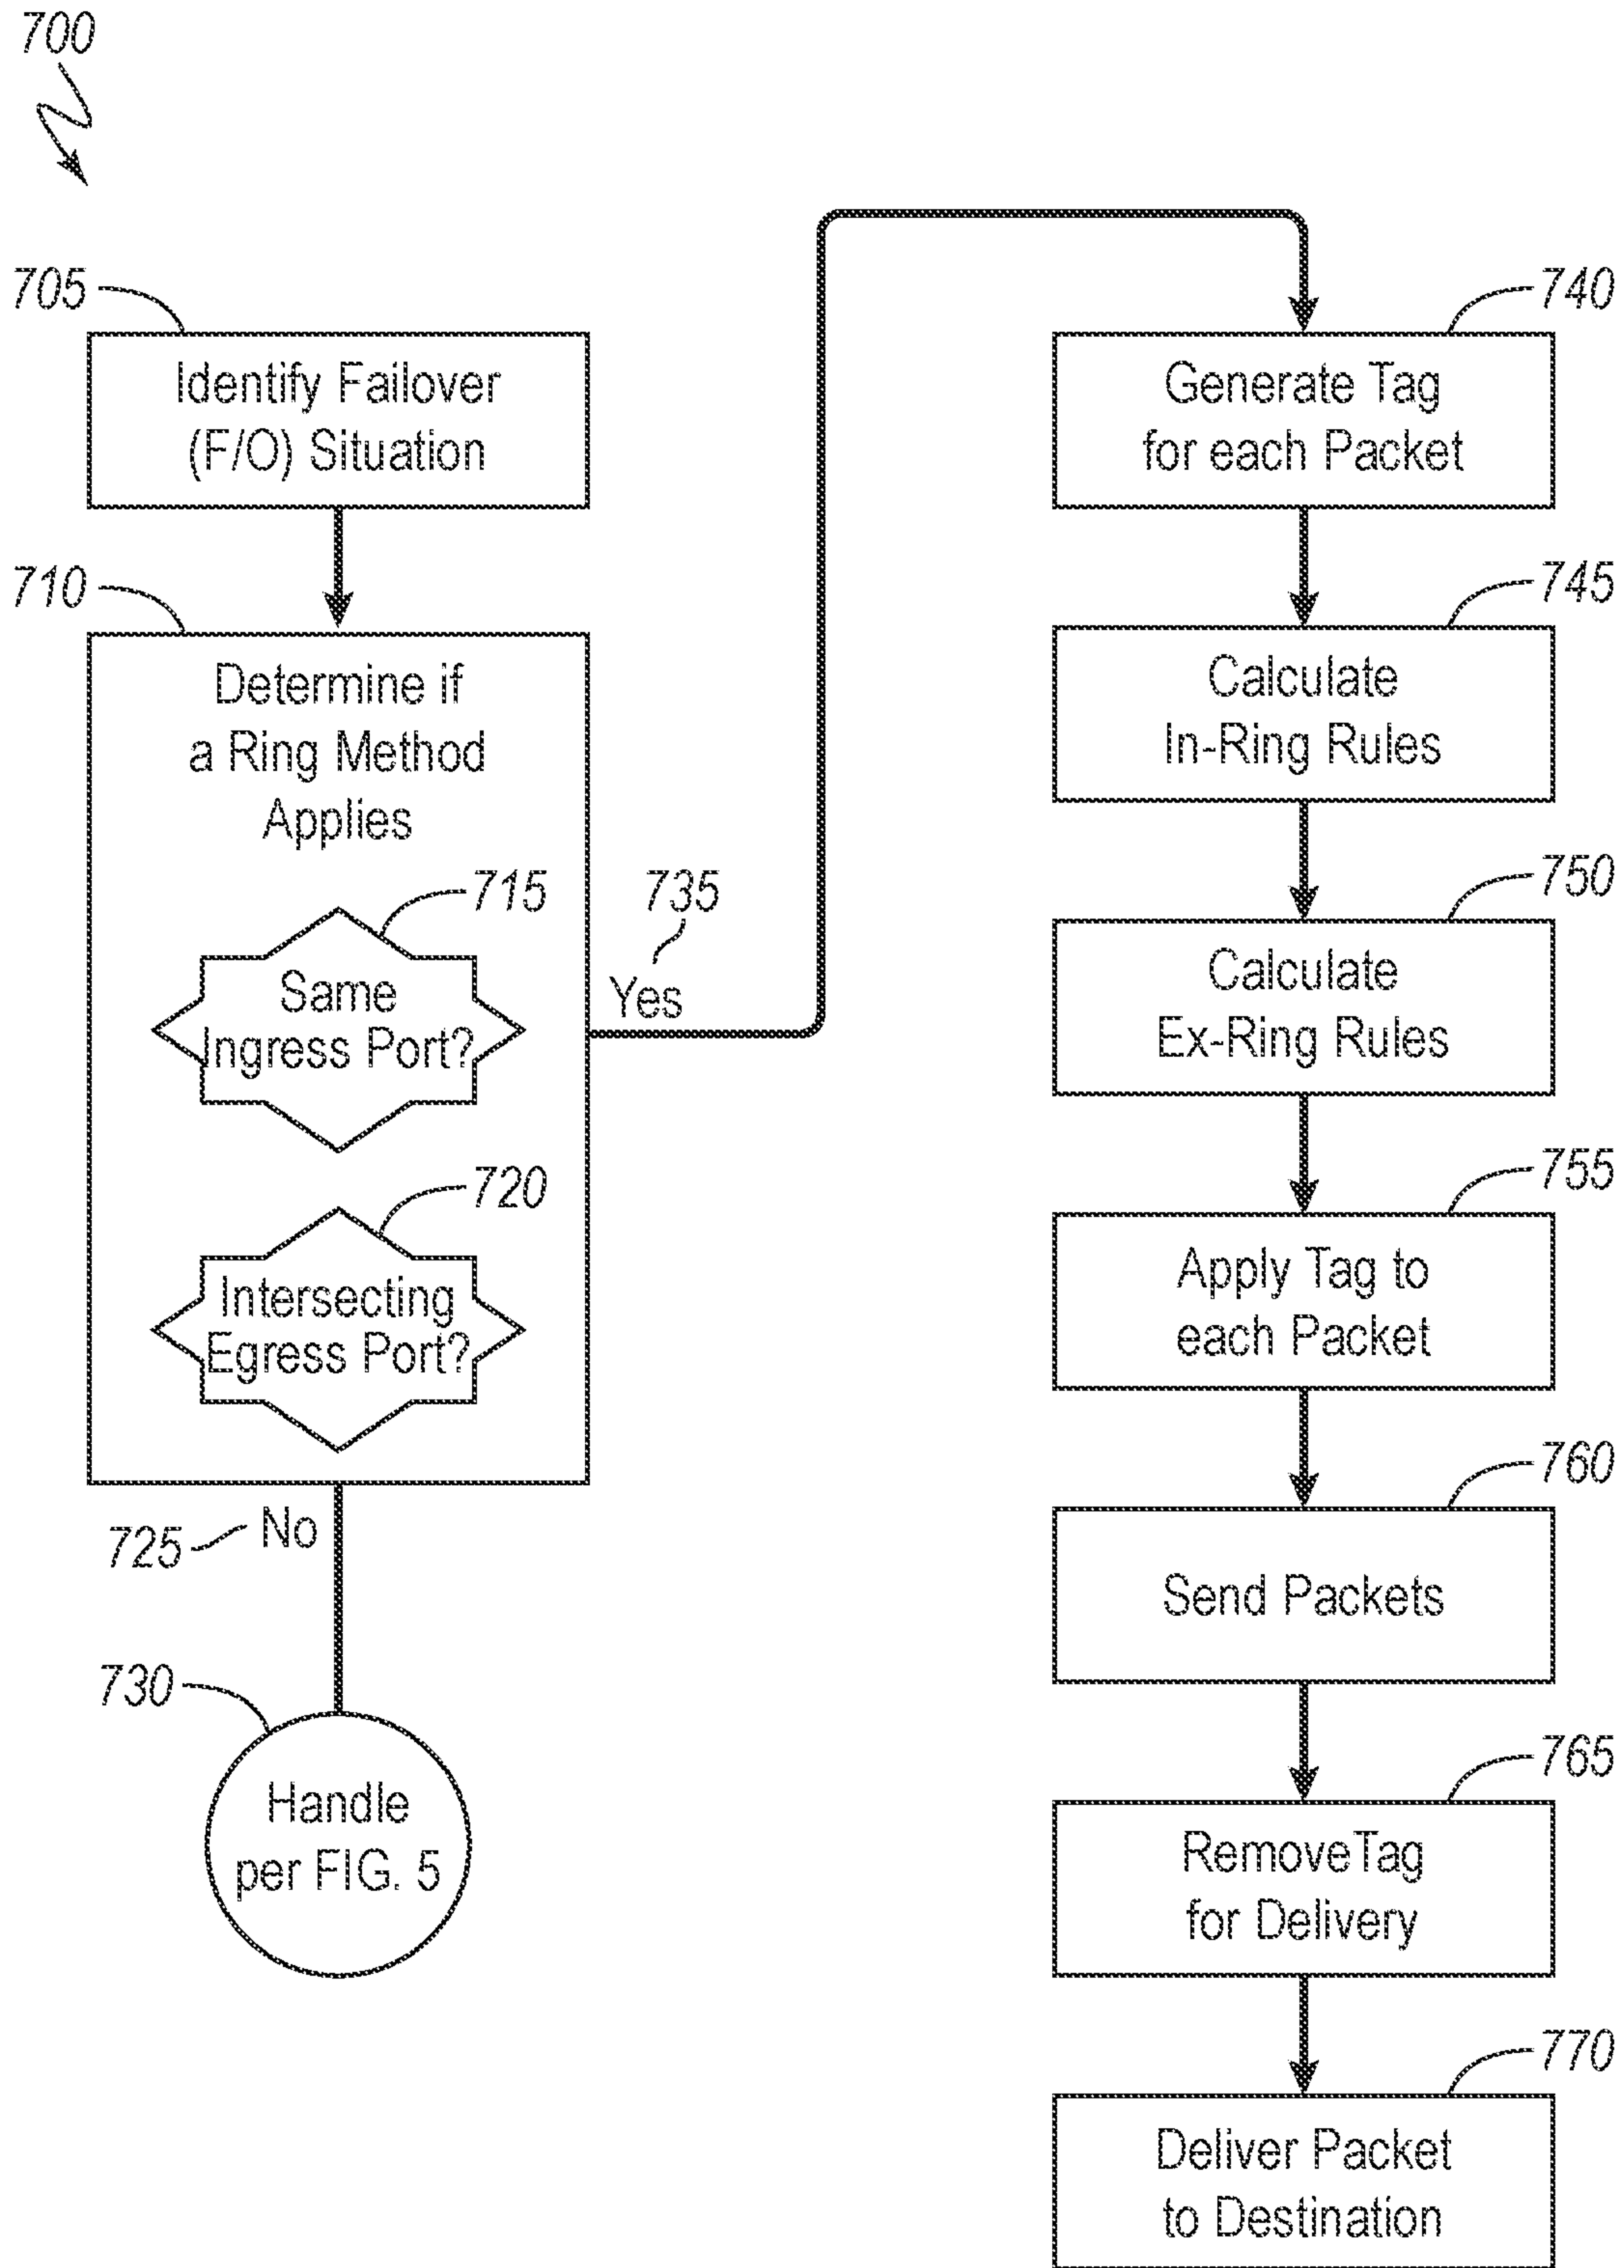 700
705
Identify Failover
(F/O) Situation
710
Determine if
a Ring Method
Applies
715
Same
Ingress Port?
720
Intersecting
Egress Port?
735
Yes
725
No
730
Handle
per FIG. 5
740
Generate Tag
for each Packet
745
Calculate
In-Ring Rules
750
Calculate
Ex-Ring Rules
755
Apply Tag to
each Packet
760
Send Packets
765
RemoveTag
for Delivery
770
Deliver Packet
to Destination